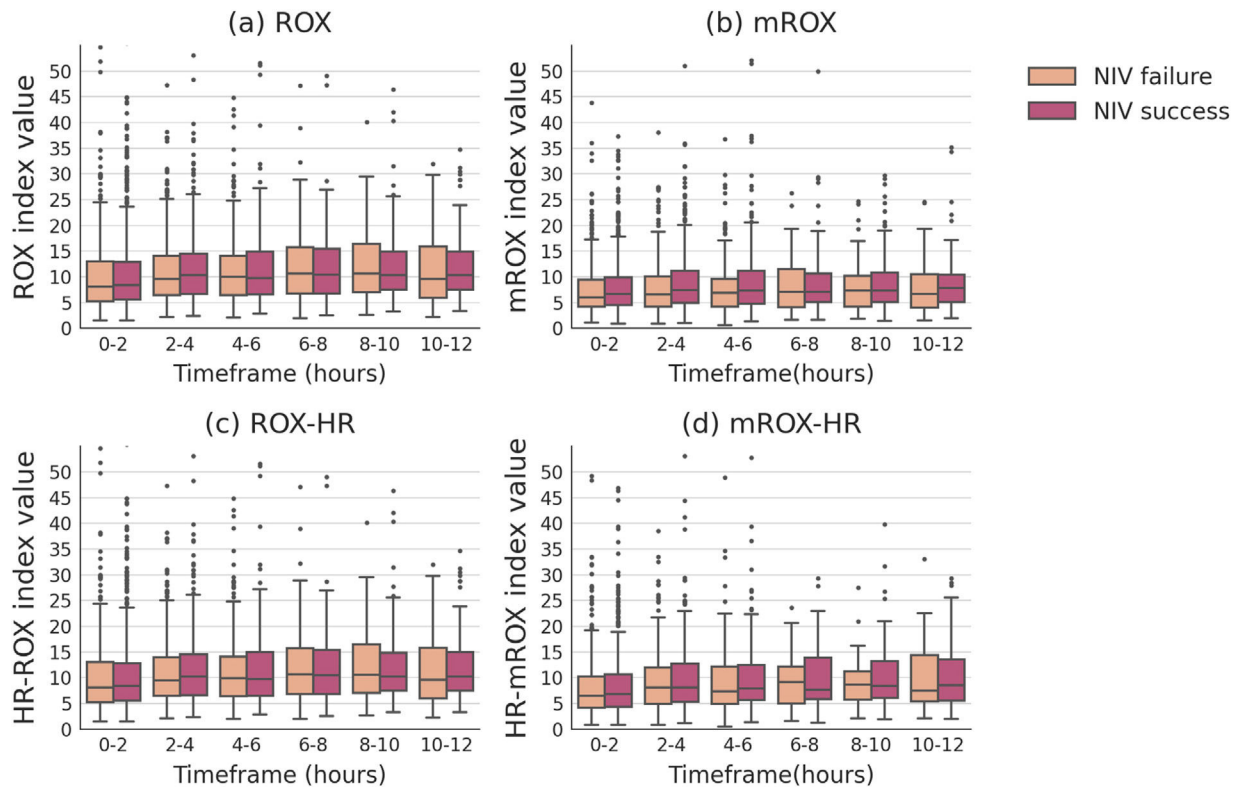 (a) ROX
(b) mROX
NIV failure
NIV success
ROX index value
50
45
40
35
30
25
20
15
10
5
0
0-2 2-4 4-6 6-8 8-10 10-12
Timeframe (hours)
mROX index value
50
45
40
35
30
25
20
15
10
5
0
0-2 2-4 4-6 6-8 8-10 10-12
Timeframe(hours)
(c) ROX-HR
(d) mROX-HR
HR-ROX index value
50
45
40
35
30
25
20
15
10
5
0
0-2 2-4 4-6 6-8 8-10 10-12
Timeframe (hours)
HR-mROX index value
50
45
40
35
30
25
20
15
10
5
0
0-2 2-4 4-6 6-8 8-10 10-12
Timeframe(hours)